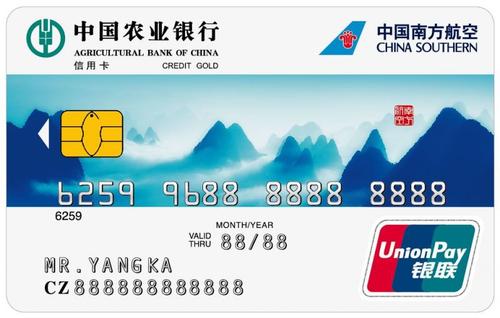 中国农业银行
AGRICULTURAL BANK OF CHINA
信用卡 CREDIT GOLD
中国南方航空
CHINA SOUTHERN
6259 9688 8888 8888
6259
MONTH/YEAR
VALID THRU 88/88
MR.YANGKA
CZ888888888888
UnionPay
银联